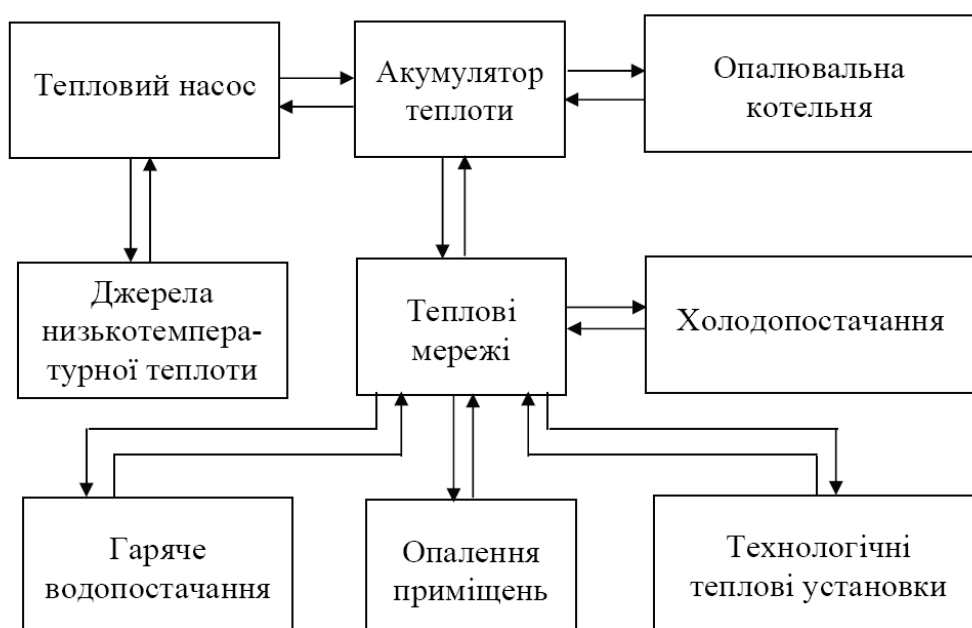 Тепловий насос
Акумулятор
теплоти
Опалювальна
котельня
Джерела
низькотемпера-
турної теплоти
Теплові
мережі
Холодопостачання
Гаряче
водопостачання
Опалення
приміщень
Технологічні
теплові установки